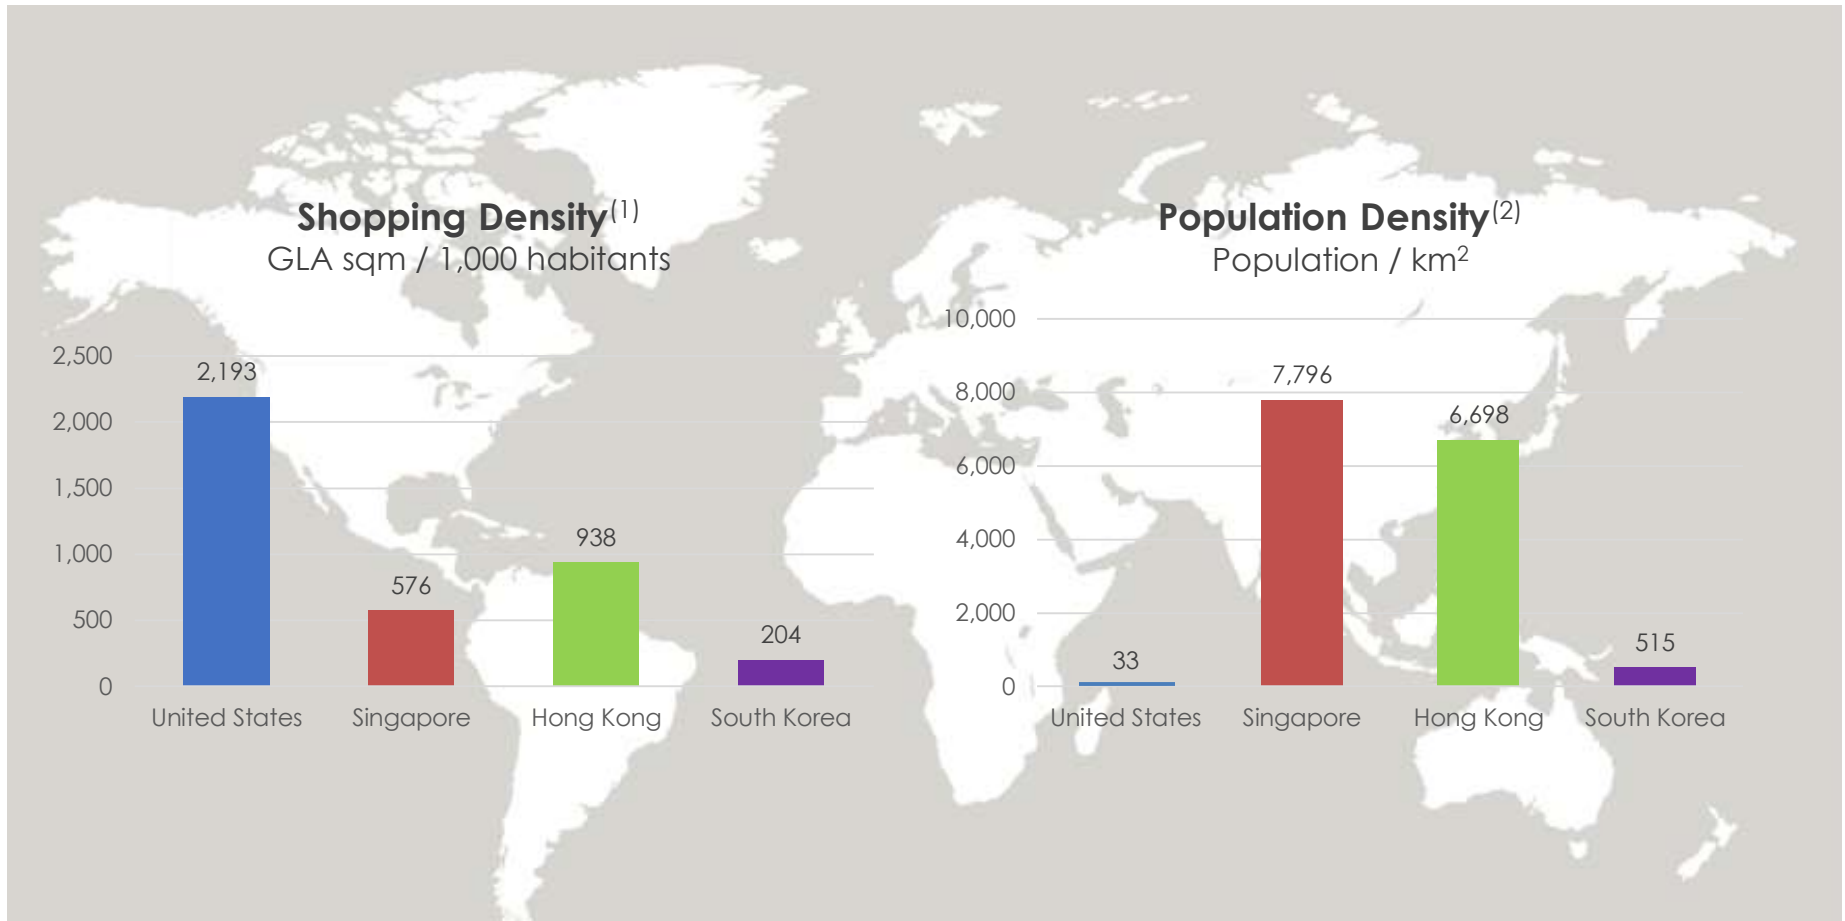 Shopping Density(1)
GLA sqm / 1,000 habitants
2,500
2,000
1,500
1,000
500
0
2,193
576
938
204
United States
Singapore
Hong Kong
South Korea
Population Density(2)
Population / km2
10,000
8,000
6,000
4,000
2,000
0
33
7,796
6,698
515
United States
Singapore
Hong Kong
South Korea